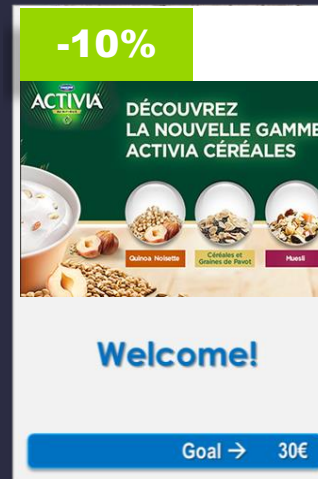 -10%
ACTIVIA
DÉCOUVREZ
LA NOUVELLE GAMME
ACTIVIA CÉRÉALES
Quinoa Noisette
Céréales et
Graines de Pavot
Muesli
Welcome!
Goal → 30€